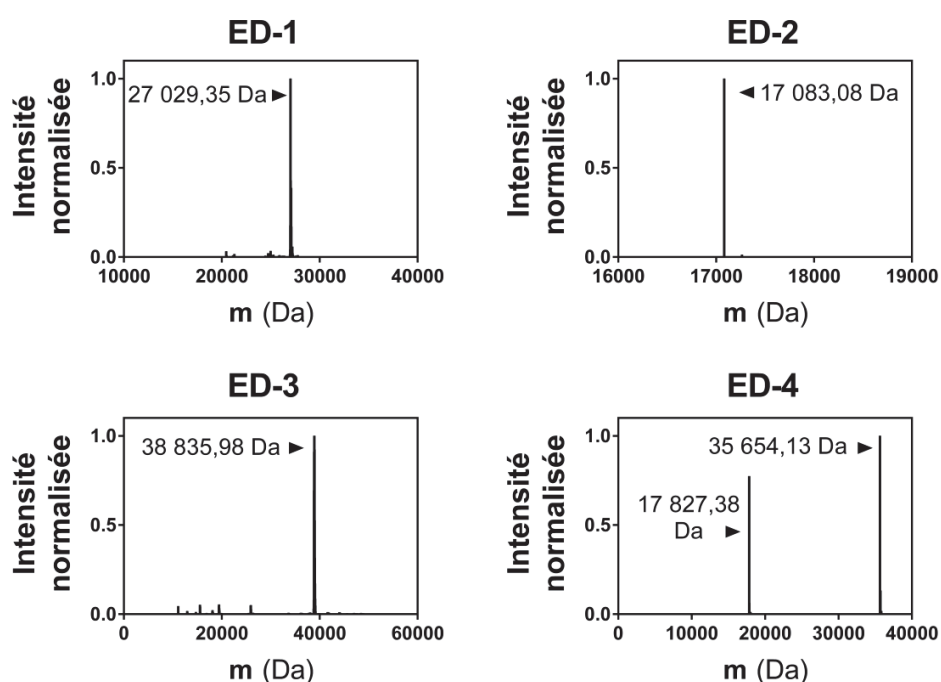 ED-1
Intensité
normalisée
1.0
0.5
0.0
27 029,35 Da
10000 20000 30000 40000
m (Da)
ED-2
Intensité
normalisée
1.0
0.5
0.0
17 083,08 Da
16000 17000 18000 19000
m (Da)
ED-3
Intensité
normalisée
1.0
0.5
0.0
38 835,98 Da
0 20000 40000 60000
m (Da)
ED-4
Intensité
normalisée
1.0
0.5
0.0
35 654,13 Da
17 827,38
Da
0 10000 20000 30000 40000
m (Da)